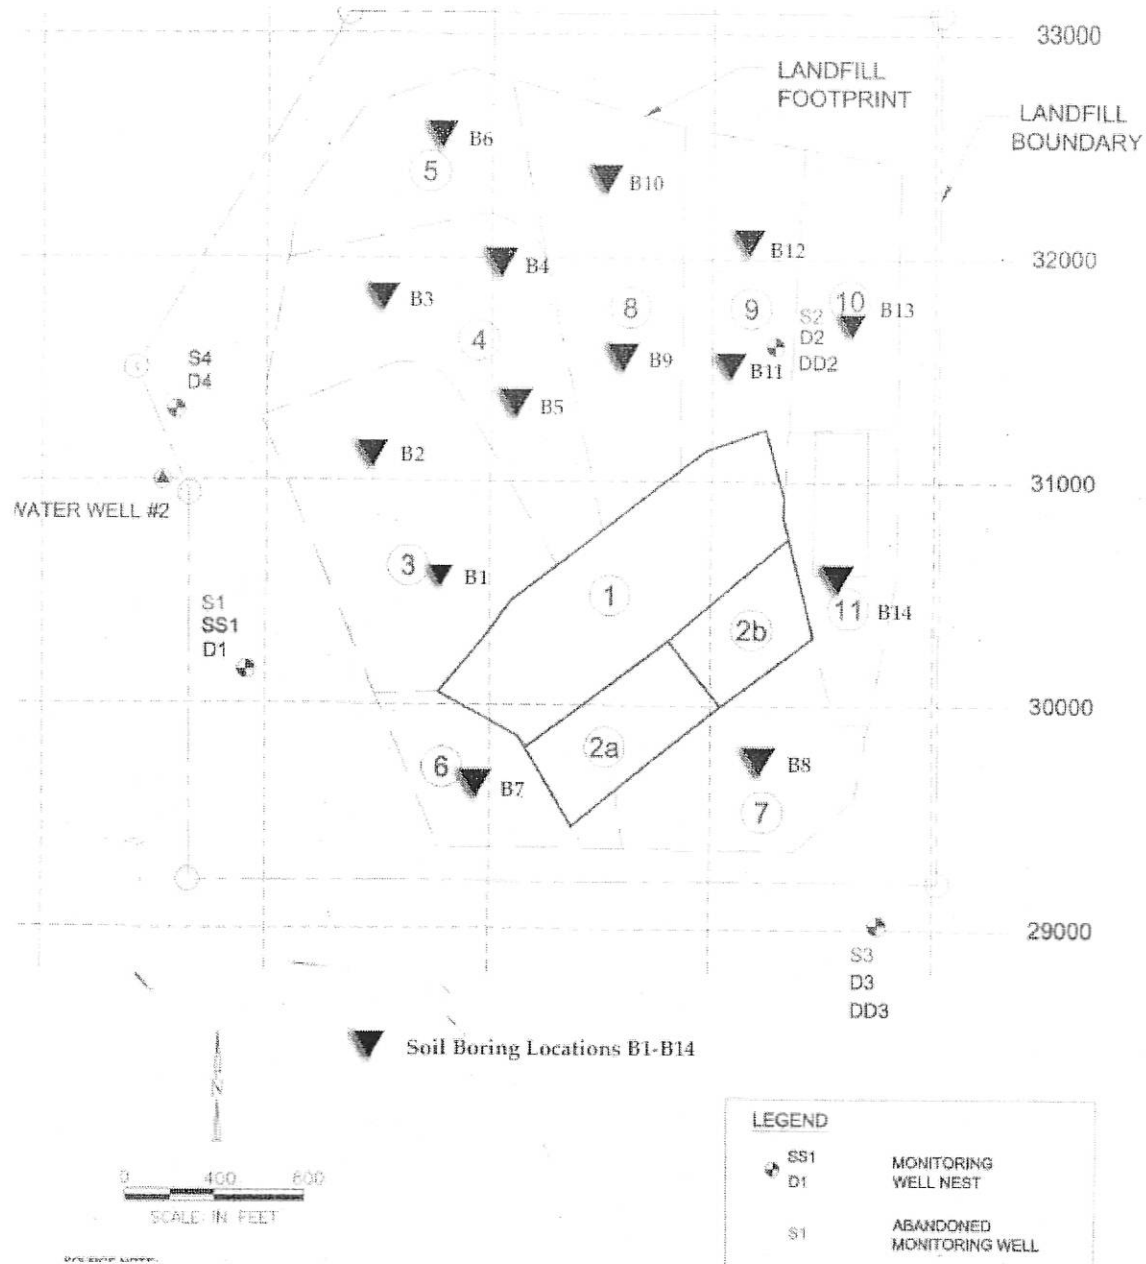 33000
LANDFILL
FOOTPRINT
LANDFILL
BOUNDARY
B6
5
B10
B12
32000
B4
B3
8
9
10
B13
S2
D2
DD2
4
B9
B11
S4
D4
B5
B2
31000
WATER WELL #2
3
B1
1
S1
SS1
D1
11
B14
2b
30000
2a
6
B7
B8
7
29000
S3
D3
DD3
Soil Boring Locations B1-B14
N
0 400 800
SCALE IN FEET
LEGEND
SS1
D1
MONITORING
WELL NEST
S1
ABANDONED
MONITORING WELL
SOURCE NOTE: